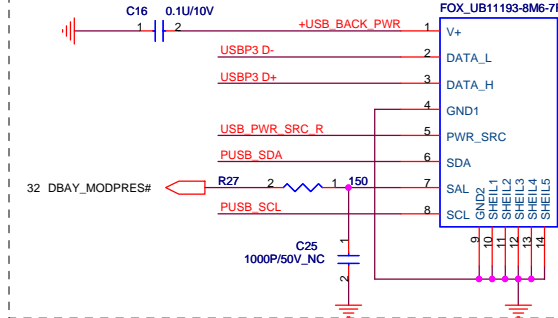 FOX_UB11193-8M6-7F
C16 0.1U/10V
1 2 +USB_BACK_PWR 1 V+
USBP3 D- 2 DATA_L
USBP3 D+ 3 DATA_H
4 GND1
USB_PWR_SRC_R 5 PWR_SRC
PUSB_SDA 6 SDA
32 DBAY_MODPRES# R27 2 1 150 7 SAL
PUSB_SCL 8 SCL
GND2
SHEIL1
SHEIL2
SHEIL3
SHEIL4
SHEIL5
9 10 11 12 13 14
C25
1000P/50V_NC
1
2